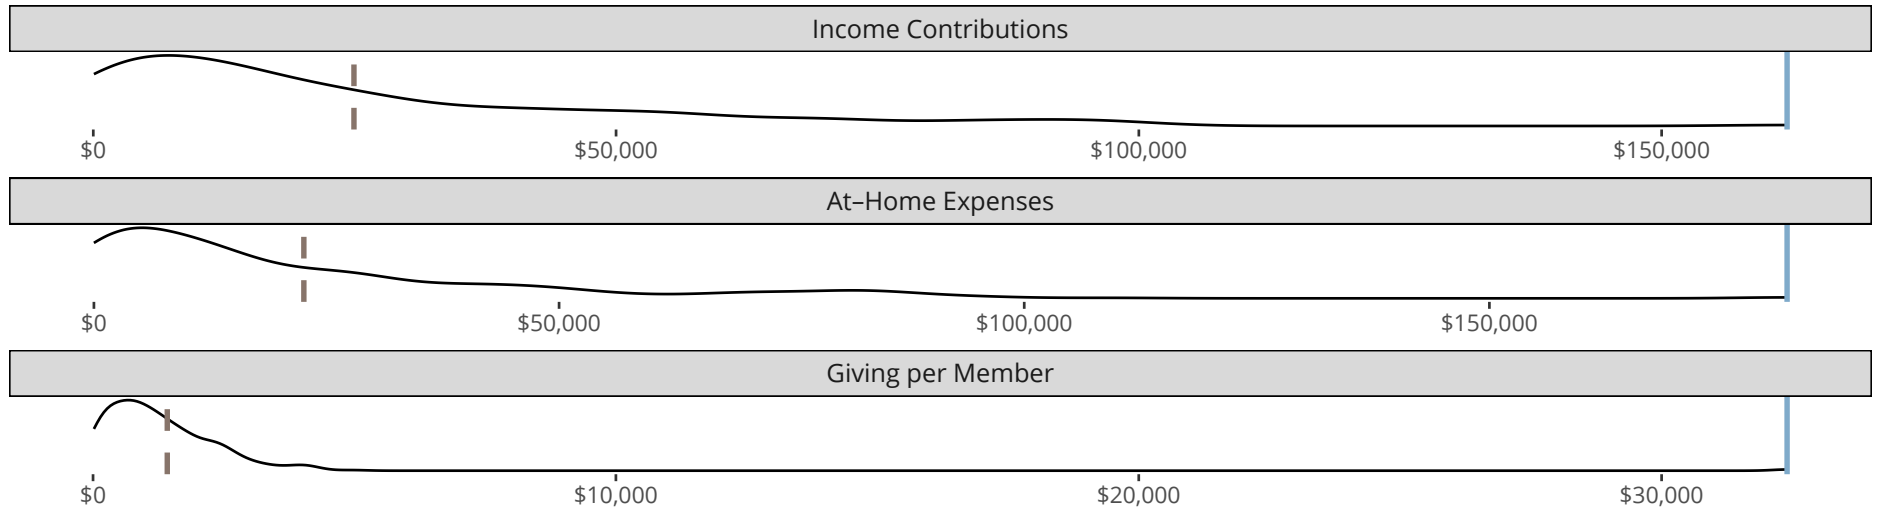 Income Contributions
$0 $50,000 $100,000 $150,000
At–Home Expenses
$0 $50,000 $100,000 $150,000
Giving per Member
$0 $10,000 $20,000 $30,000